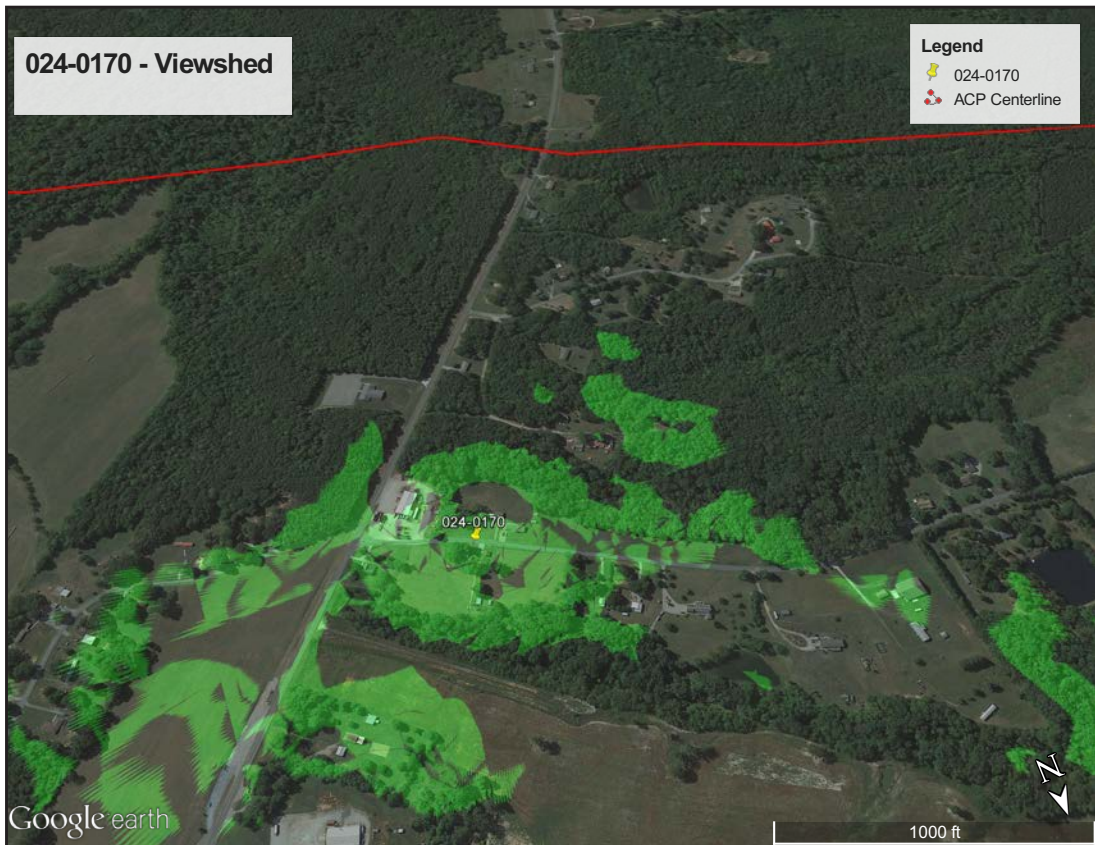 024-0170 - Viewshed
Legend
024-0170
ACP Centerline
024-0170
N
Google earth
1000 ft